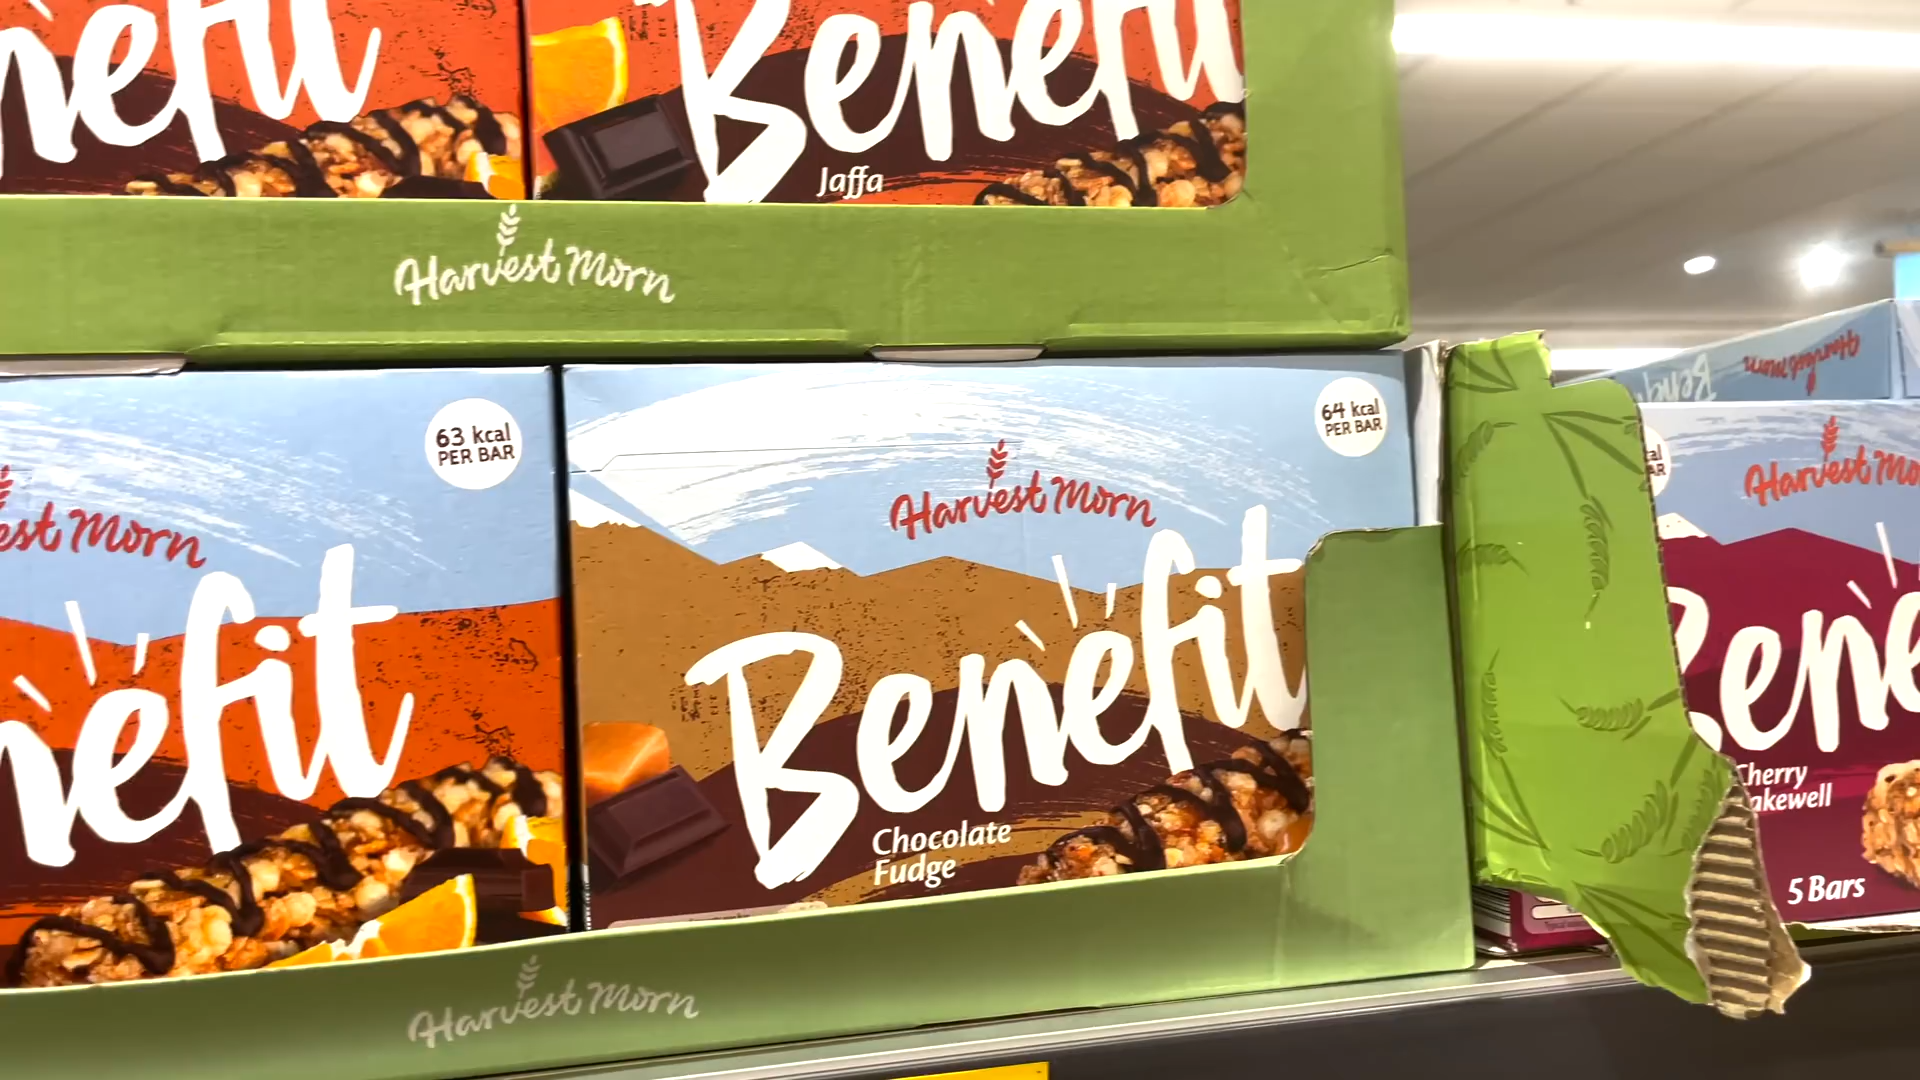 Benefit
Jaffa
Harvest Morn
Harvest Morn
63 kcal
PER BAR
Harvest Morn
64 kcal
PER BAR
Benefit
Chocolate
Fudge
Harvest Morn
Harvest
Cherry
5 Bars